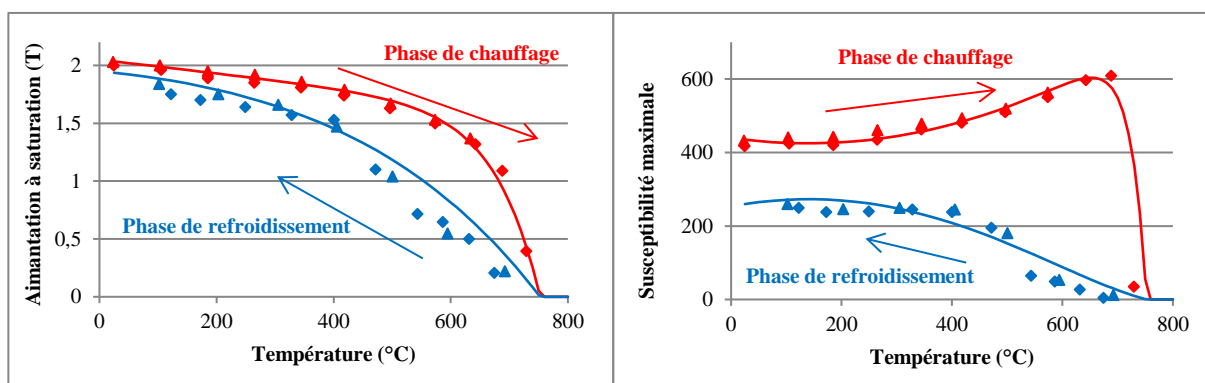 Aimantation à saturation (T)
2
1,5
1
0,5
0
0
200
400
600
800
Température (°C)
Phase de chauffage
Phase de refroidissement
Susceptibilité maximale
600
400
200
0
0
200
400
600
800
Température (°C)
Phase de chauffage
Phase de refroidissement